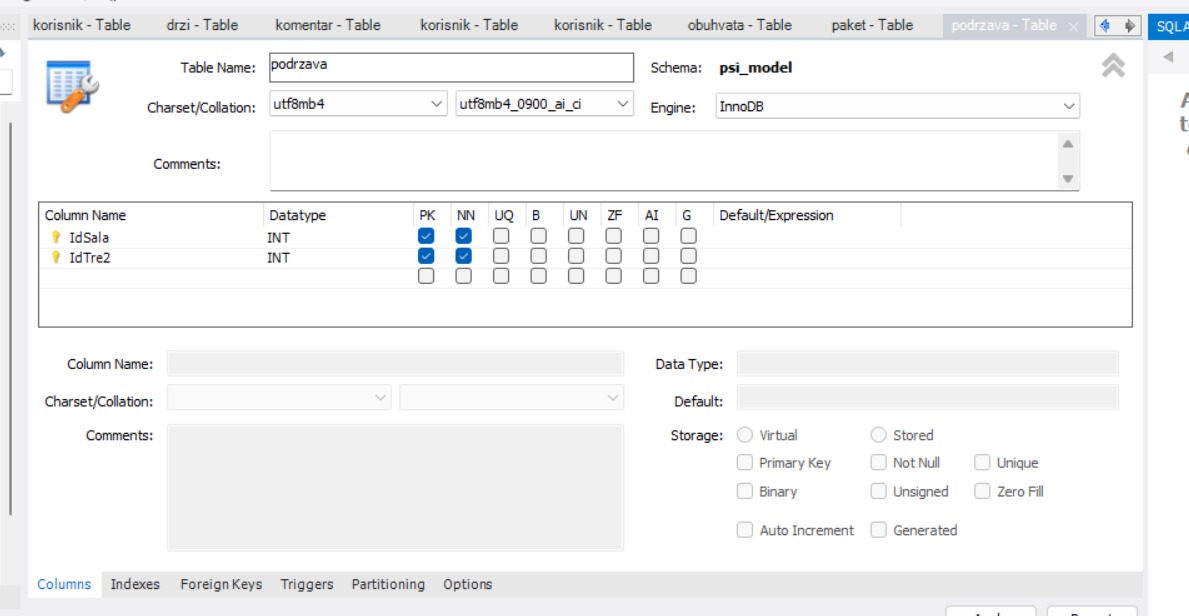 korisnik - Table drzi - Table komentar - Table korisnik - Table korisnik - Table obuhvata - Table paket - Table podrzava - Table
Table Name: podrzava Schema: psi_model
Charset/Collation: utf8mb4 utf8mb4_0900_ai_ci Engine: InnoDB
Comments:
Column Name Datatype PK NN UQ B UN ZF AI G Default/Expression
IdSala INT
IdTre2 INT
Column Name: Data Type:
Charset/Collation: Default:
Comments: Storage: Virtual Stored
Primary Key Not Null Unique
Binary Unsigned Zero Fill
Auto Increment Generated
Columns Indexes Foreign Keys Triggers Partitioning Options